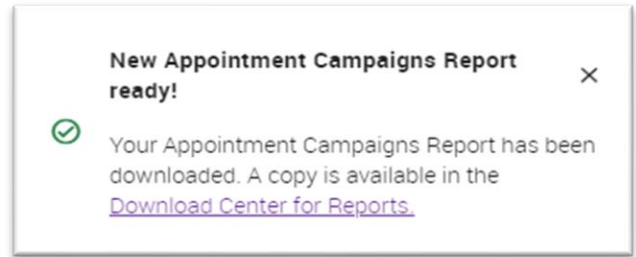 New Appointment Campaigns Report
ready!
Your Appointment Campaigns Report has been
downloaded. A copy is available in the
Download Center for Reports.